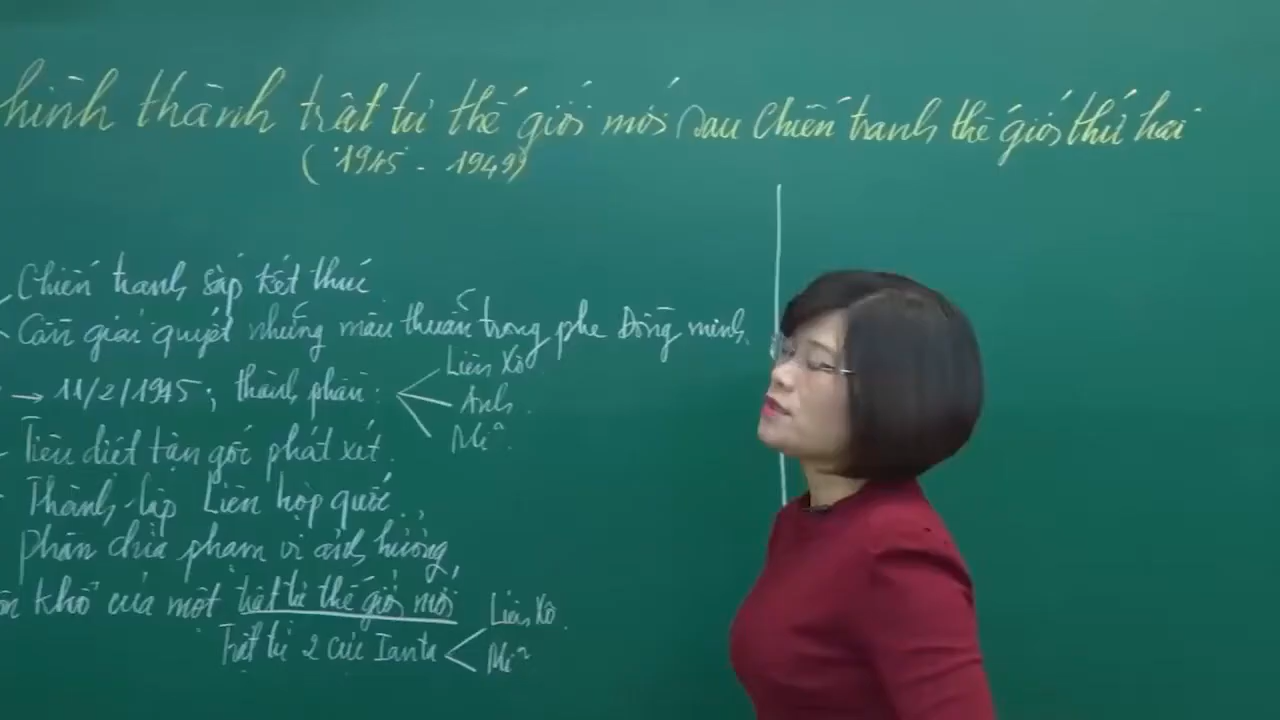 hình thành trật tự thế giới mới sau Chiến tranh thế giới thứ hai
(1945 - 1949)
Chiến tranh sắp kết thúc
- Cần giải quyết những mâu thuẫn trong phe Đồng minh.
→ 11/2/1945; thành phần:
Liên Xô
Anh.
Mĩ.
- Tiêu diệt tận gốc phát xít.
- Thành lập Liên hợp quốc.,
phân chia phạm vi ảnh hưởng,
khổ của một trật tự thế giới mới
Trật tự 2 cực Ianta
Liên Xô.
Mĩ